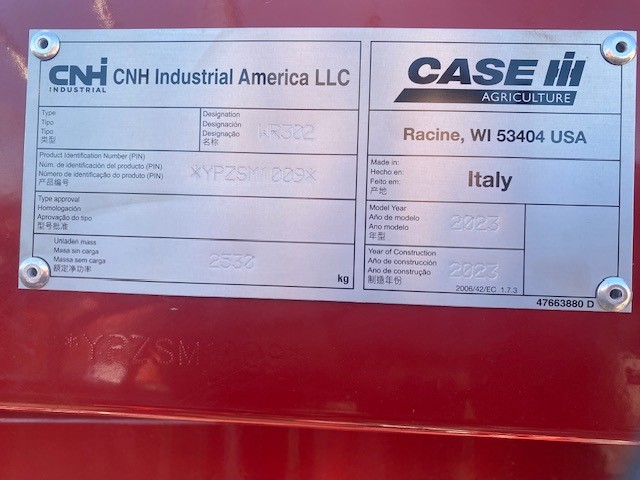 CNH
INDUSTRIAL
CNH Industrial America LLC
Type
Tipo
Tipo
类型
Designation
Designación
Designação
名称
WR302
Product Identification Number (PIN)
Núm. de identificación del producto (PIN)
Número de identificação do produto (PIN)
产品编号
*YPZSM1009*
Type approval
Homologación
Aprovação do tipo
型号批准
Unladen mass
Masa sin carga
Massa sem carga
额定净功率
2530
kg
CASE IH
AGRICULTURE
Racine, WI 53404 USA
Made in:
Hecho en:
Feito em:
产地
Italy
Model Year
Año de modelo
Ano modelo
年型
2023
Year of Construction
Año de construcción
Ano de construção
制造年份
2023
2006/42/EC 1.7.3
47663880 D